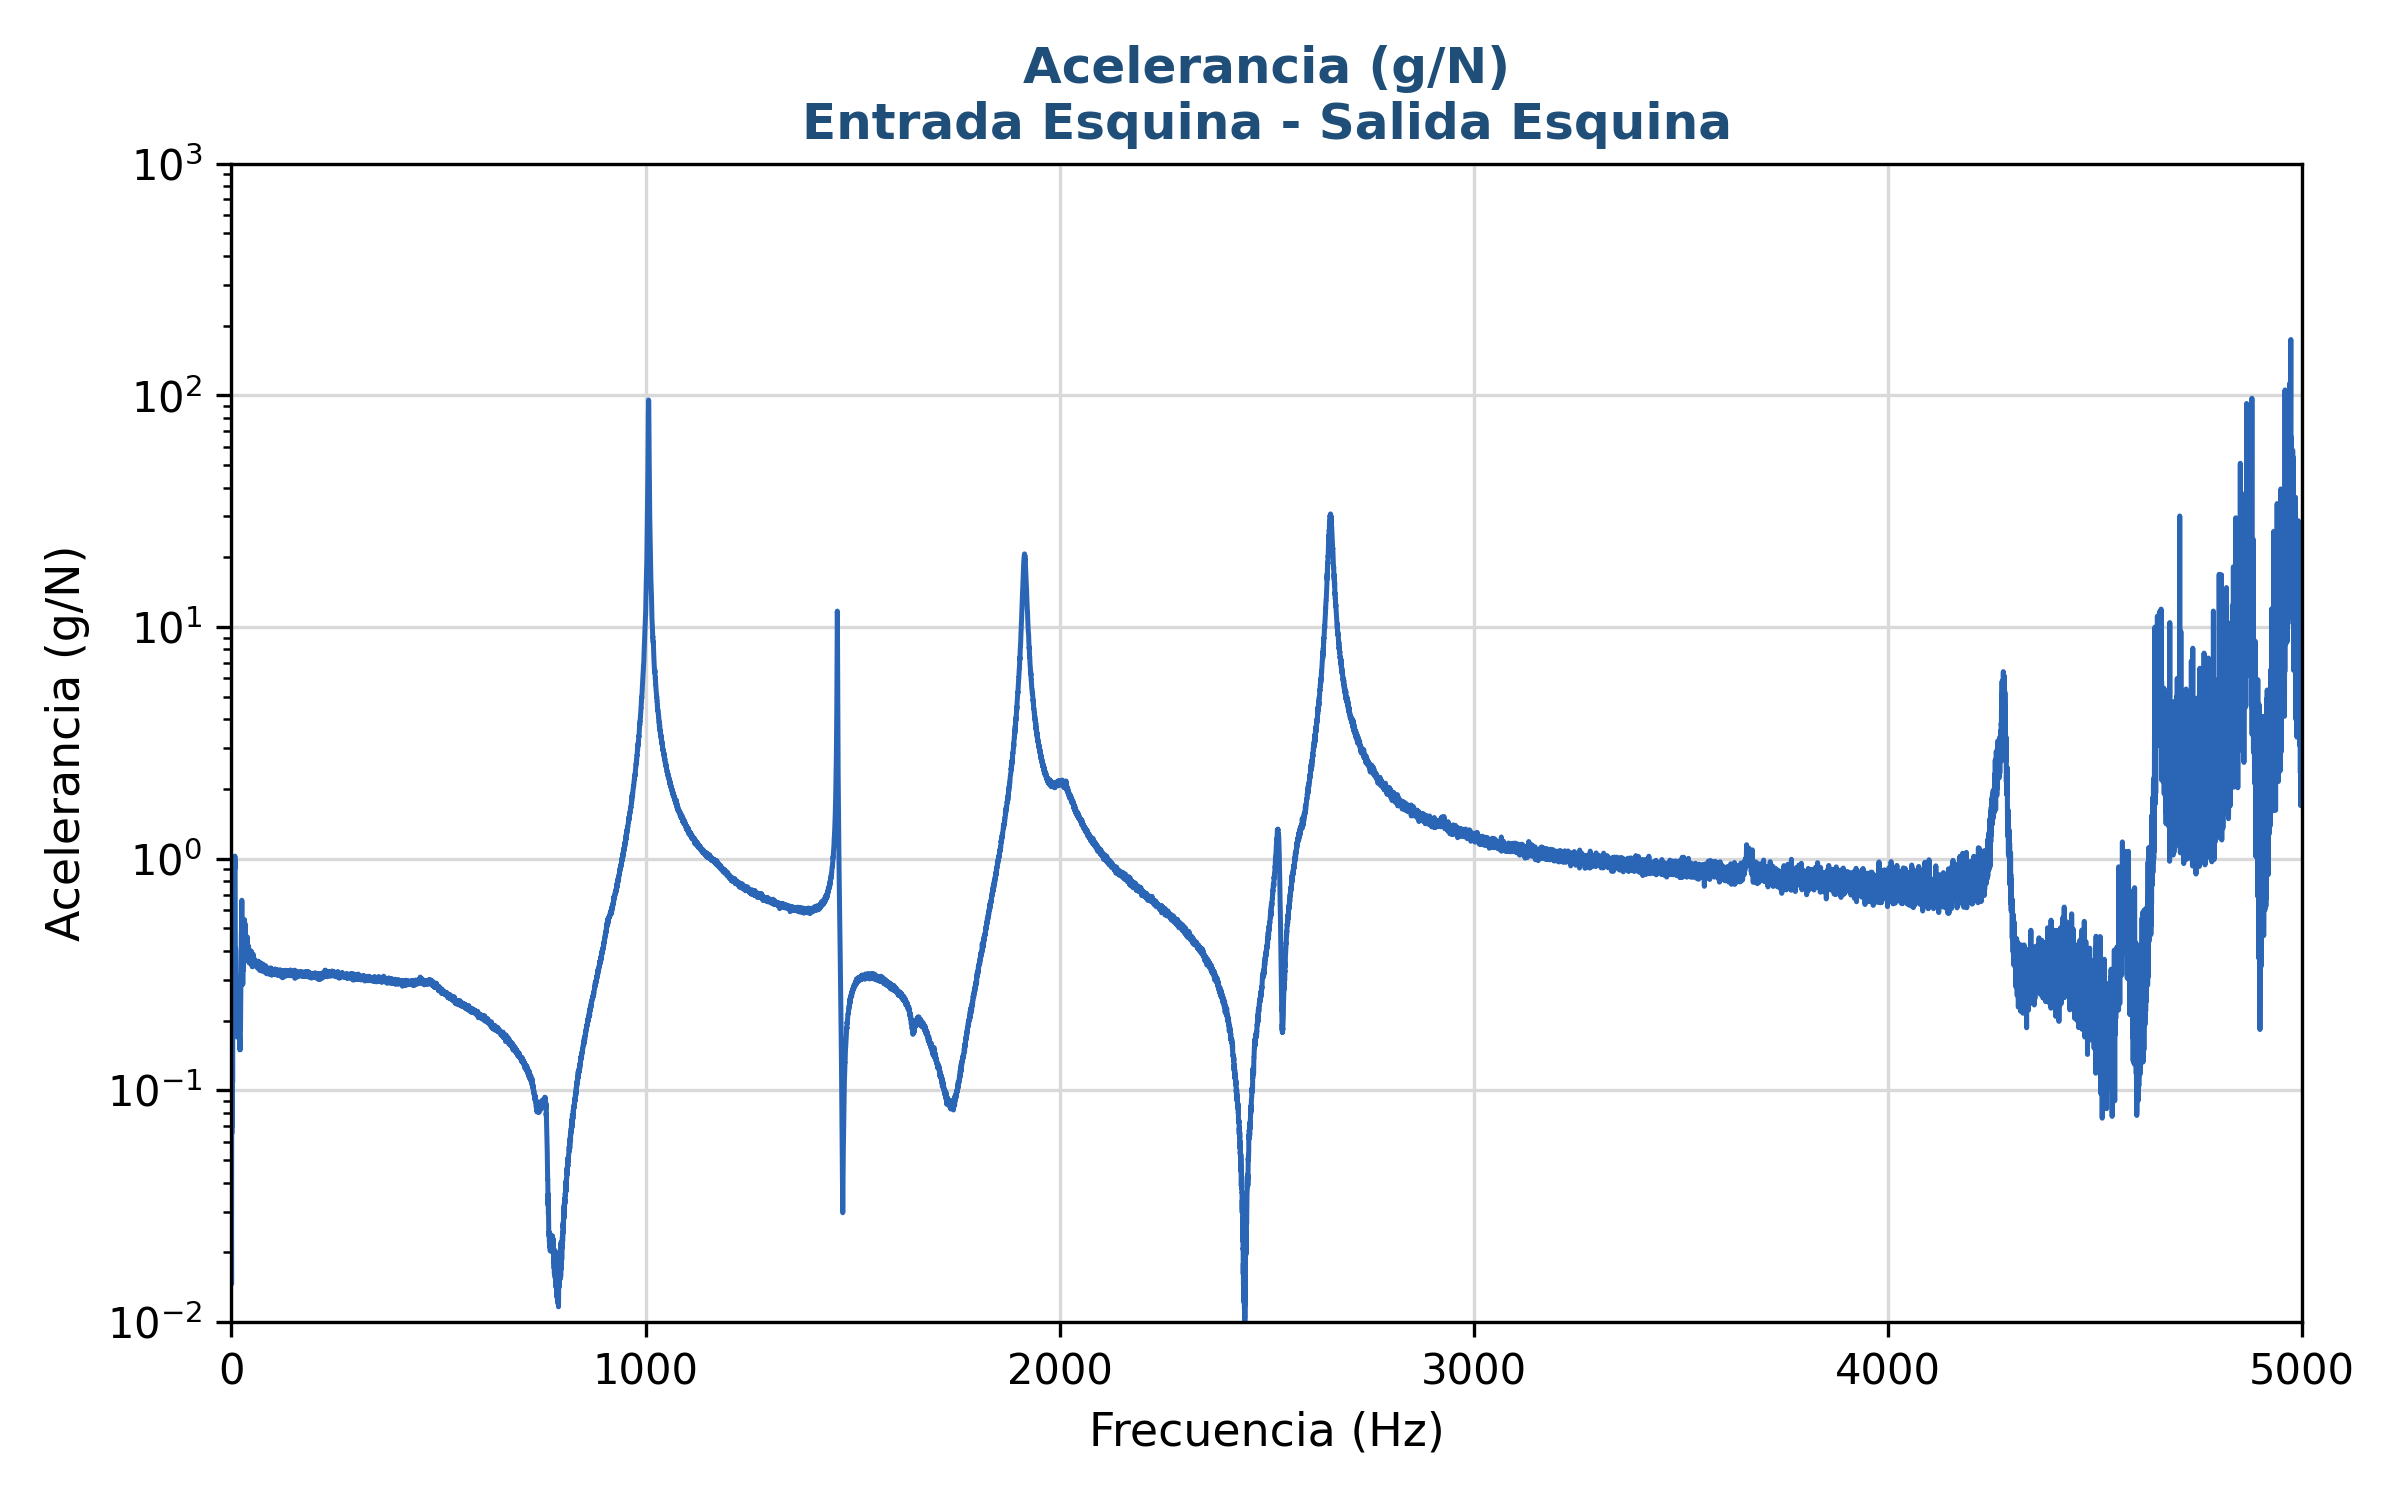 Acelerancia (g/N)
Entrada Esquina - Salida Esquina
Acelerancia (g/N)
10³
10²
10¹
10⁰
10⁻¹
10⁻²
0 1000 2000 3000 4000 5000
Frecuencia (Hz)